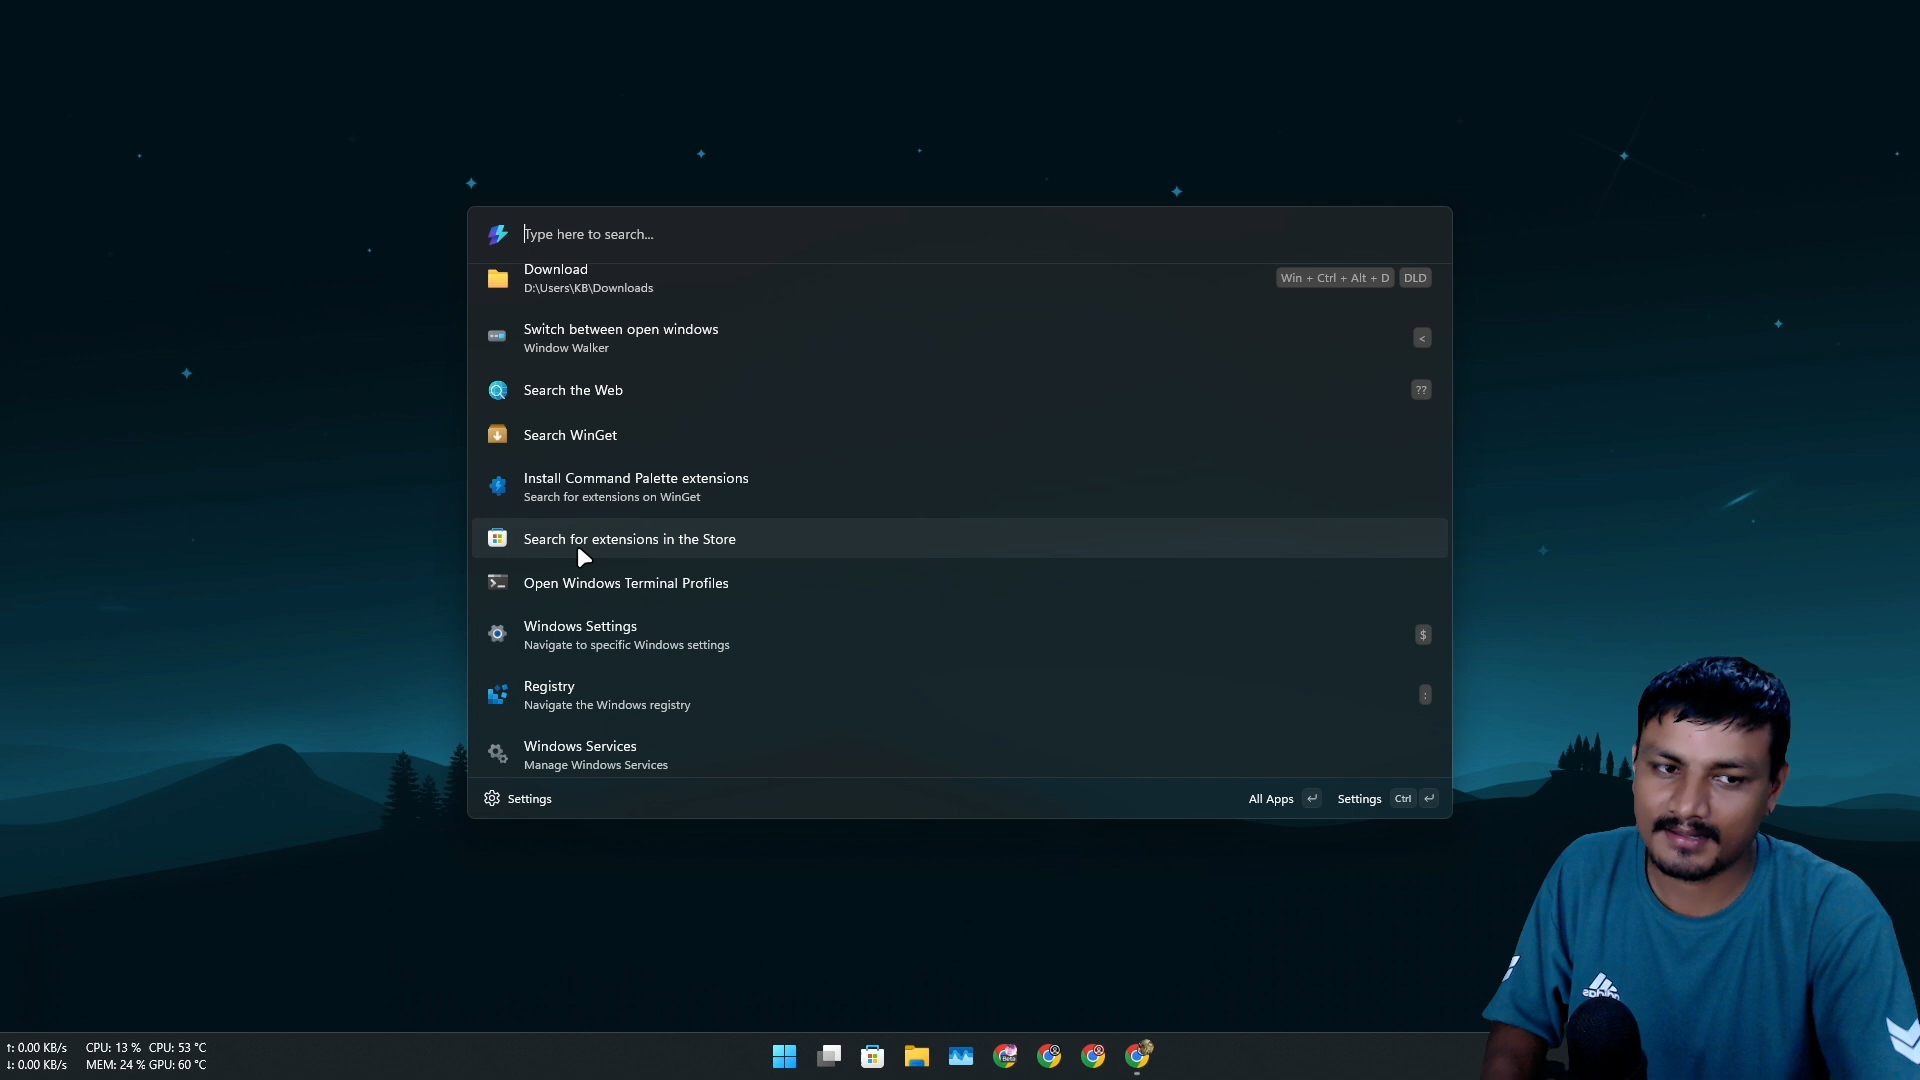 Type here to search...
Download
D:\Users\KB\Downloads
Win + Ctrl + Alt + D DLD
Switch between open windows
Window Walker
<
Search the Web
??
Search WinGet
Install Command Palette extensions
Search for extensions on WinGet
Search for extensions in the Store
Open Windows Terminal Profiles
Windows Settings
Navigate to specific Windows settings
$
Registry
Navigate the Windows registry
:
Windows Services
Manage Windows Services
Settings
All Apps ↵ Settings Ctrl ↵
↑: 0.00 KB/s CPU: 13 % CPU: 53 °C
↓: 0.00 KB/s MEM: 24 % GPU: 60 °C
Beta
adidas